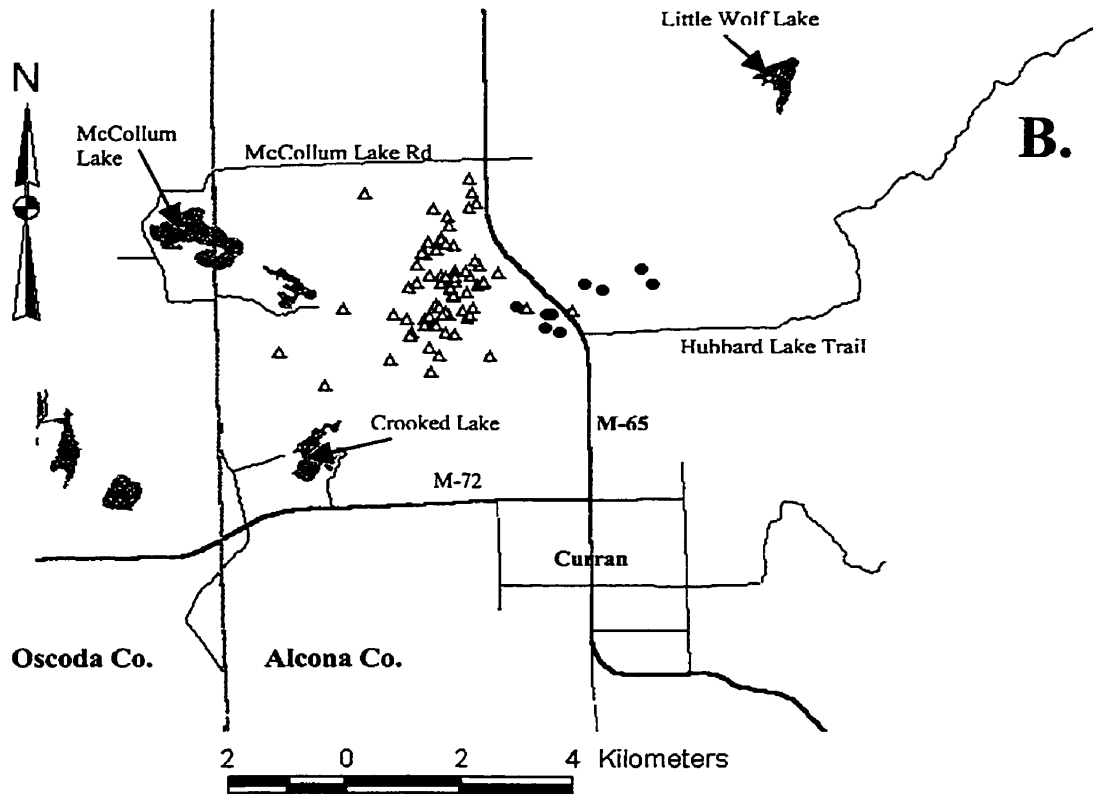 Little Wolf Lake
N
B.
McCollum
Lake
McCollum Lake Rd
Hubbard Lake Trail
Crooked Lake
M-65
M-72
Curran
Oscoda Co.
Alcona Co.
2 0 2 4 Kilometers